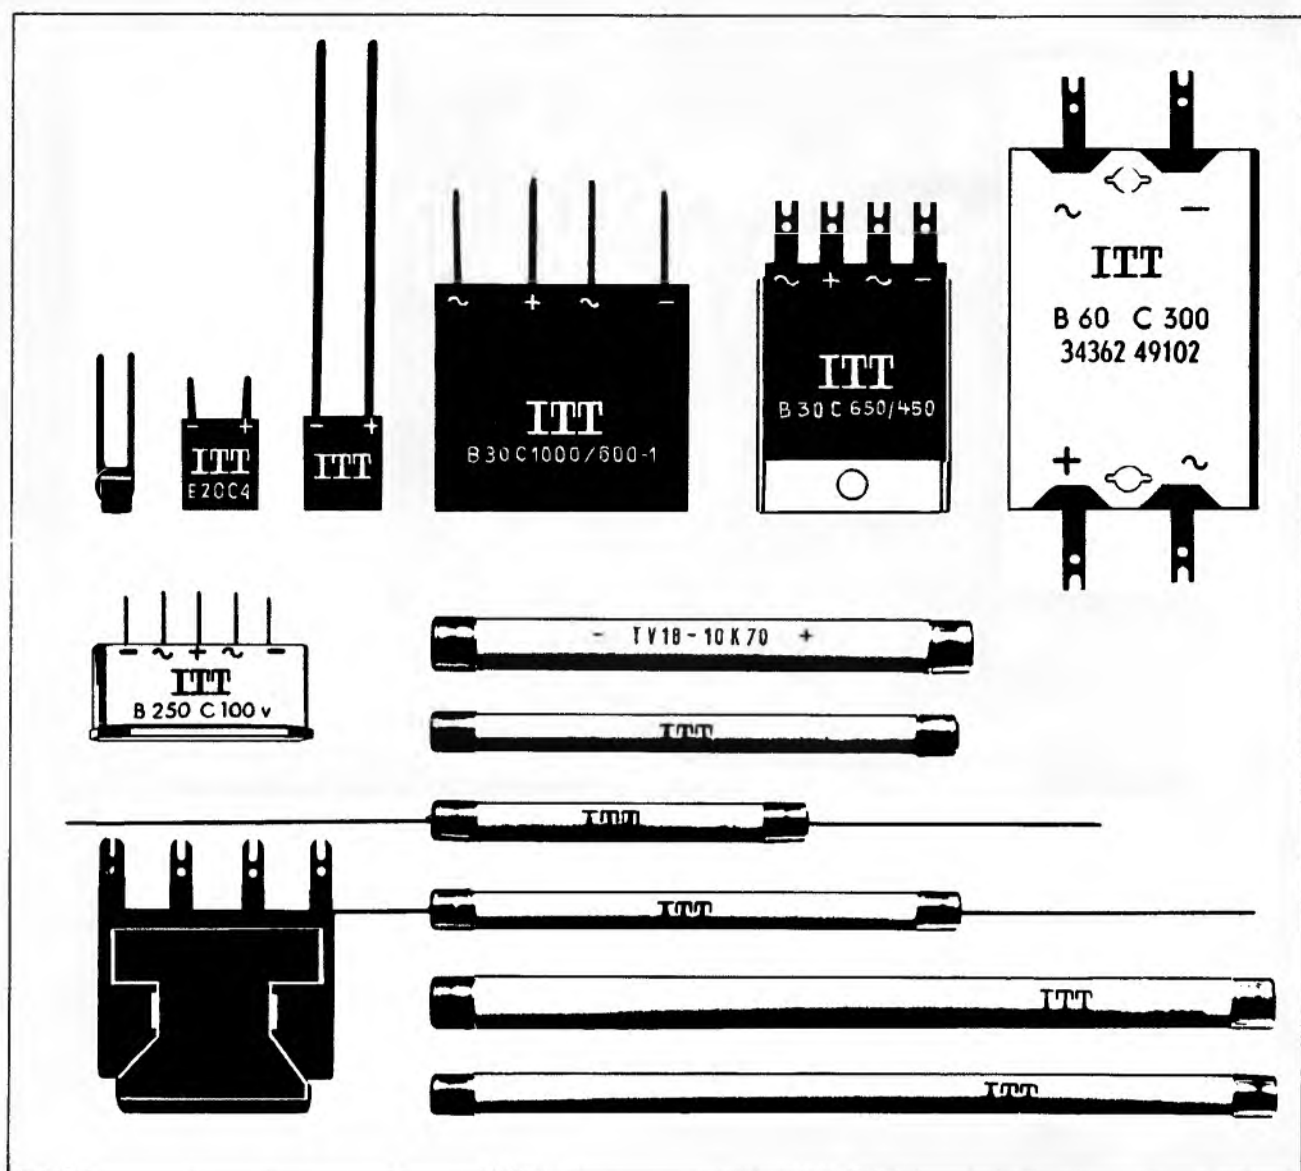 - +
ITT
E20C4
- +
ITT
~ + ~ -
ITT
B30C1000/600-1
~ + ~ -
ITT
B30C650/450
~ -
ITT
B 60 C 300
34362 49102
+ ~
- ~ + ~ -
ITT
B 250 C 100 v
- TV18-10K70 +
ITT
ITT
ITT
ITT
ITT